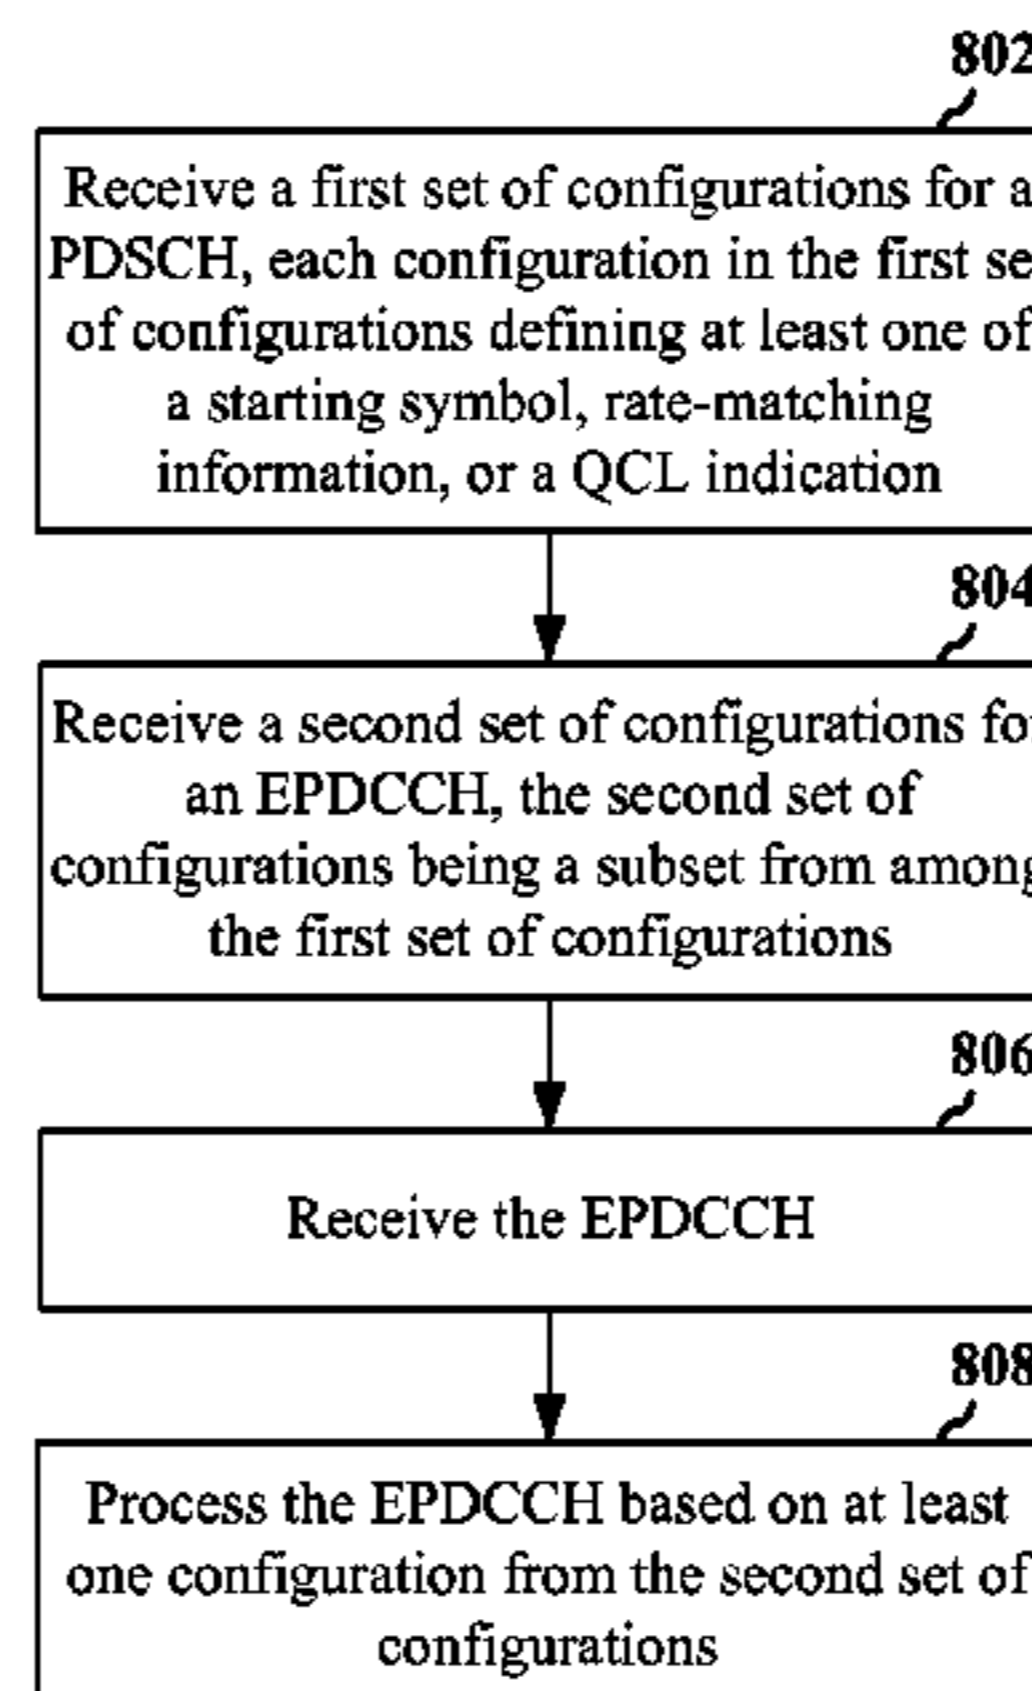 802
Receive a first set of configurations for a
PDSCH, each configuration in the first se
of configurations defining at least one of
a starting symbol, rate-matching
information, or a QCL indication
804
Receive a second set of configurations for
an EPDCCH, the second set of
configurations being a subset from among
the first set of configurations
806
Receive the EPDCCH
808
Process the EPDCCH based on at least
one configuration from the second set of
configurations